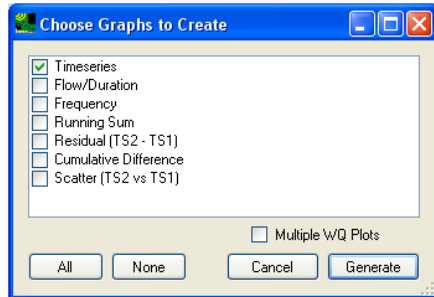 Choose Graphs to Create
Timeseries
Flow/Duration
Frequency
Running Sum
Residual (TS2 - TS1)
Cumulative Difference
Scatter (TS2 vs TS1)
Multiple WQ Plots
All None Cancel Generate